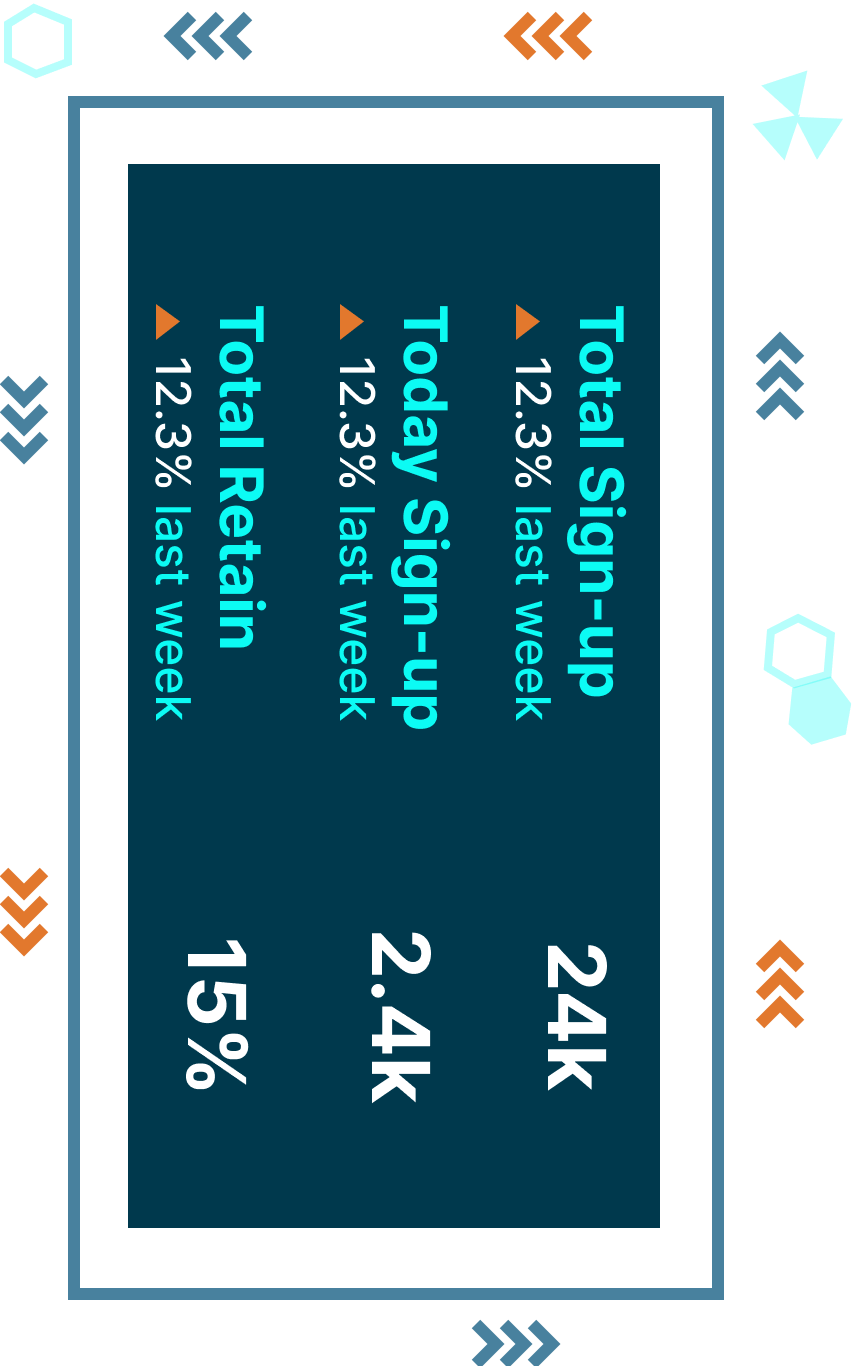 Total Sign-up
12.3% last week
24k
Today Sign-up
12.3% last week
2.4k
Total Retain
12.3% last week
15%